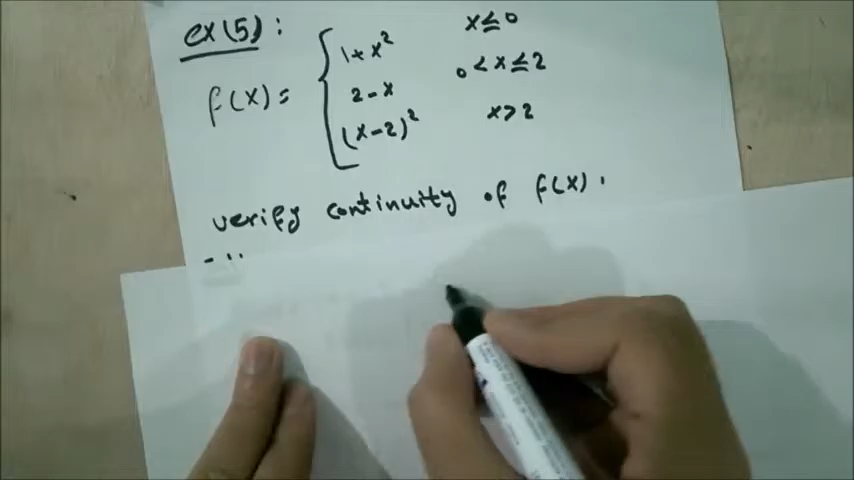 ex(5):
1+x² x≤0
f(x)= 2-x 0<x≤2
(x-2)² x>2
verify continuity of f(x).